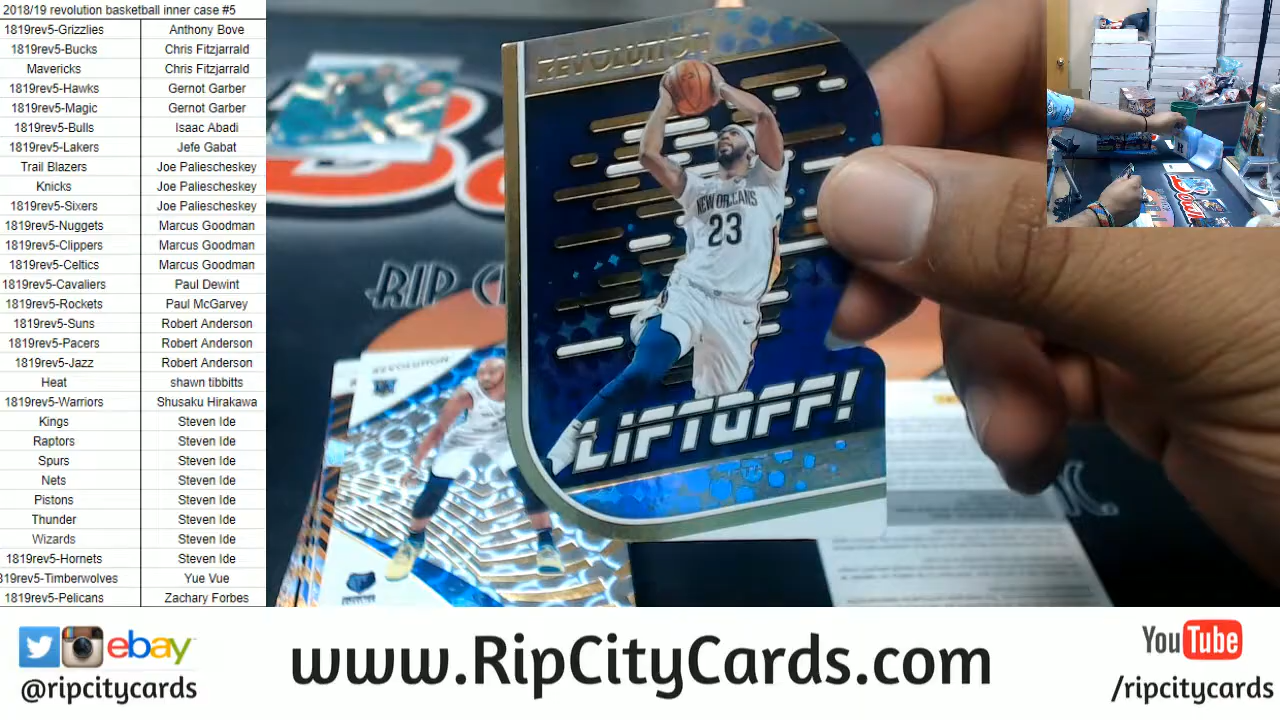 2018/19 revolution basketball inner case #5
1819rev5-Grizzlies Anthony Bove
1819rev5-Bucks Chris Fitzjarrald
Mavericks Chris Fitzjarrald
1819rev5-Hawks Gernot Garber
1819rev5-Magic Gernot Garber
1819rev5-Bulls Isaac Abadi
1819rev5-Lakers Jefe Gabat
Trail Blazers Joe Paliescheskey
Knicks Joe Paliescheskey
1819rev5-Sixers Joe Paliescheskey
1819rev5-Nuggets Marcus Goodman
1819rev5-Clippers Marcus Goodman
1819rev5-Celtics Marcus Goodman
1819rev5-Cavaliers Paul Dewint
1819rev5-Rockets Paul McGarvey
1819rev5-Suns Robert Anderson
1819rev5-Pacers Robert Anderson
1819rev5-Jazz Robert Anderson
Heat shawn tibbitts
1819rev5-Warriors Shusaku Hirakawa
Kings Steven Ide
Raptors Steven Ide
Spurs Steven Ide
Nets Steven Ide
Pistons Steven Ide
Thunder Steven Ide
Wizards Steven Ide
1819rev5-Hornets Steven Ide
819rev5-Timberwolves Yue Vue
1819rev5-Pelicans Zachary Forbes
REVOLUTION
NEW ORLEANS
23
LIFTOFF!
RIP C
REVOLUTION
ebay
@ripcitycards
www.RipCityCards.com
YouTube
/ripcitycards